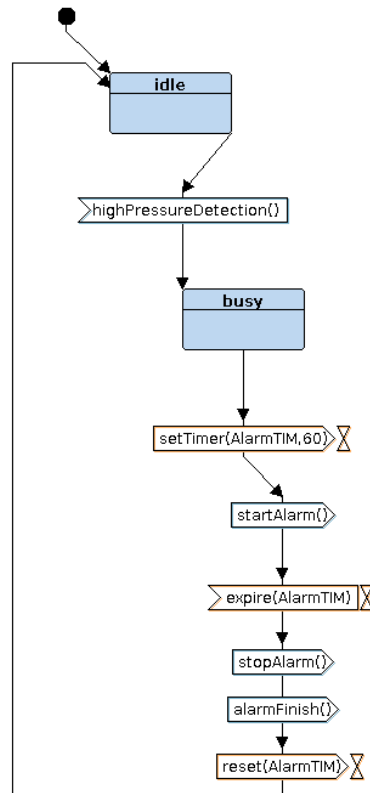 idle
highPressureDetection()
busy
setTimer(AlarmTIM,60)
startAlarm()
expire(AlarmTIM)
stopAlarm()
alarmFinish()
reset(AlarmTIM)